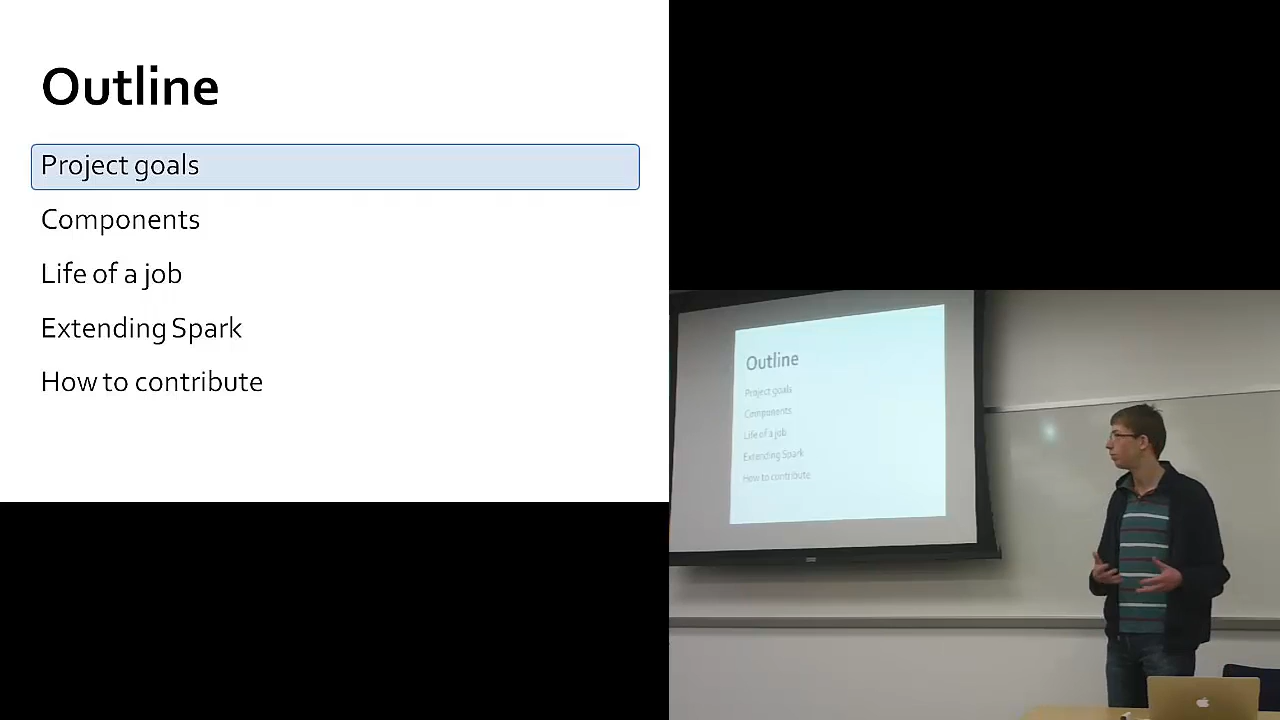 Outline
Project goals
Components
Life of a job
Extending Spark
How to contribute
Outline
Project goals
Components
Life of a job
Extending Spark
How to contribute